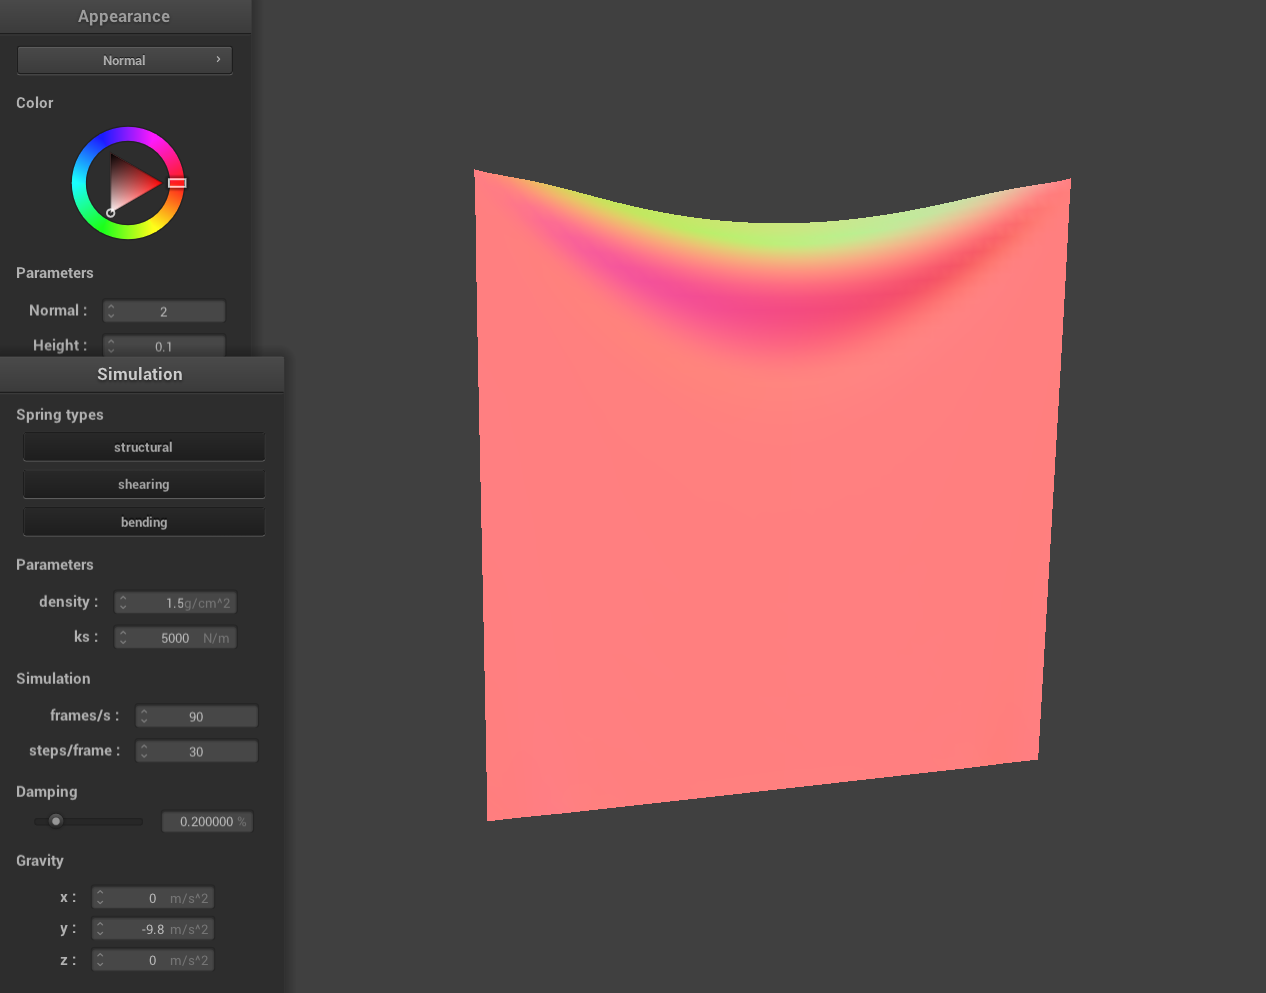 Appearance
Normal ›
Color
Parameters
Normal : 2
Height : 0.1
Simulation
Spring types
structural
shearing
bending
Parameters
density : 1.5g/cm^2
ks : 5000 N/m
Simulation
frames/s : 90
steps/frame : 30
Damping
0.200000 %
Gravity
x : 0 m/s^2
y : -9.8 m/s^2
z : 0 m/s^2